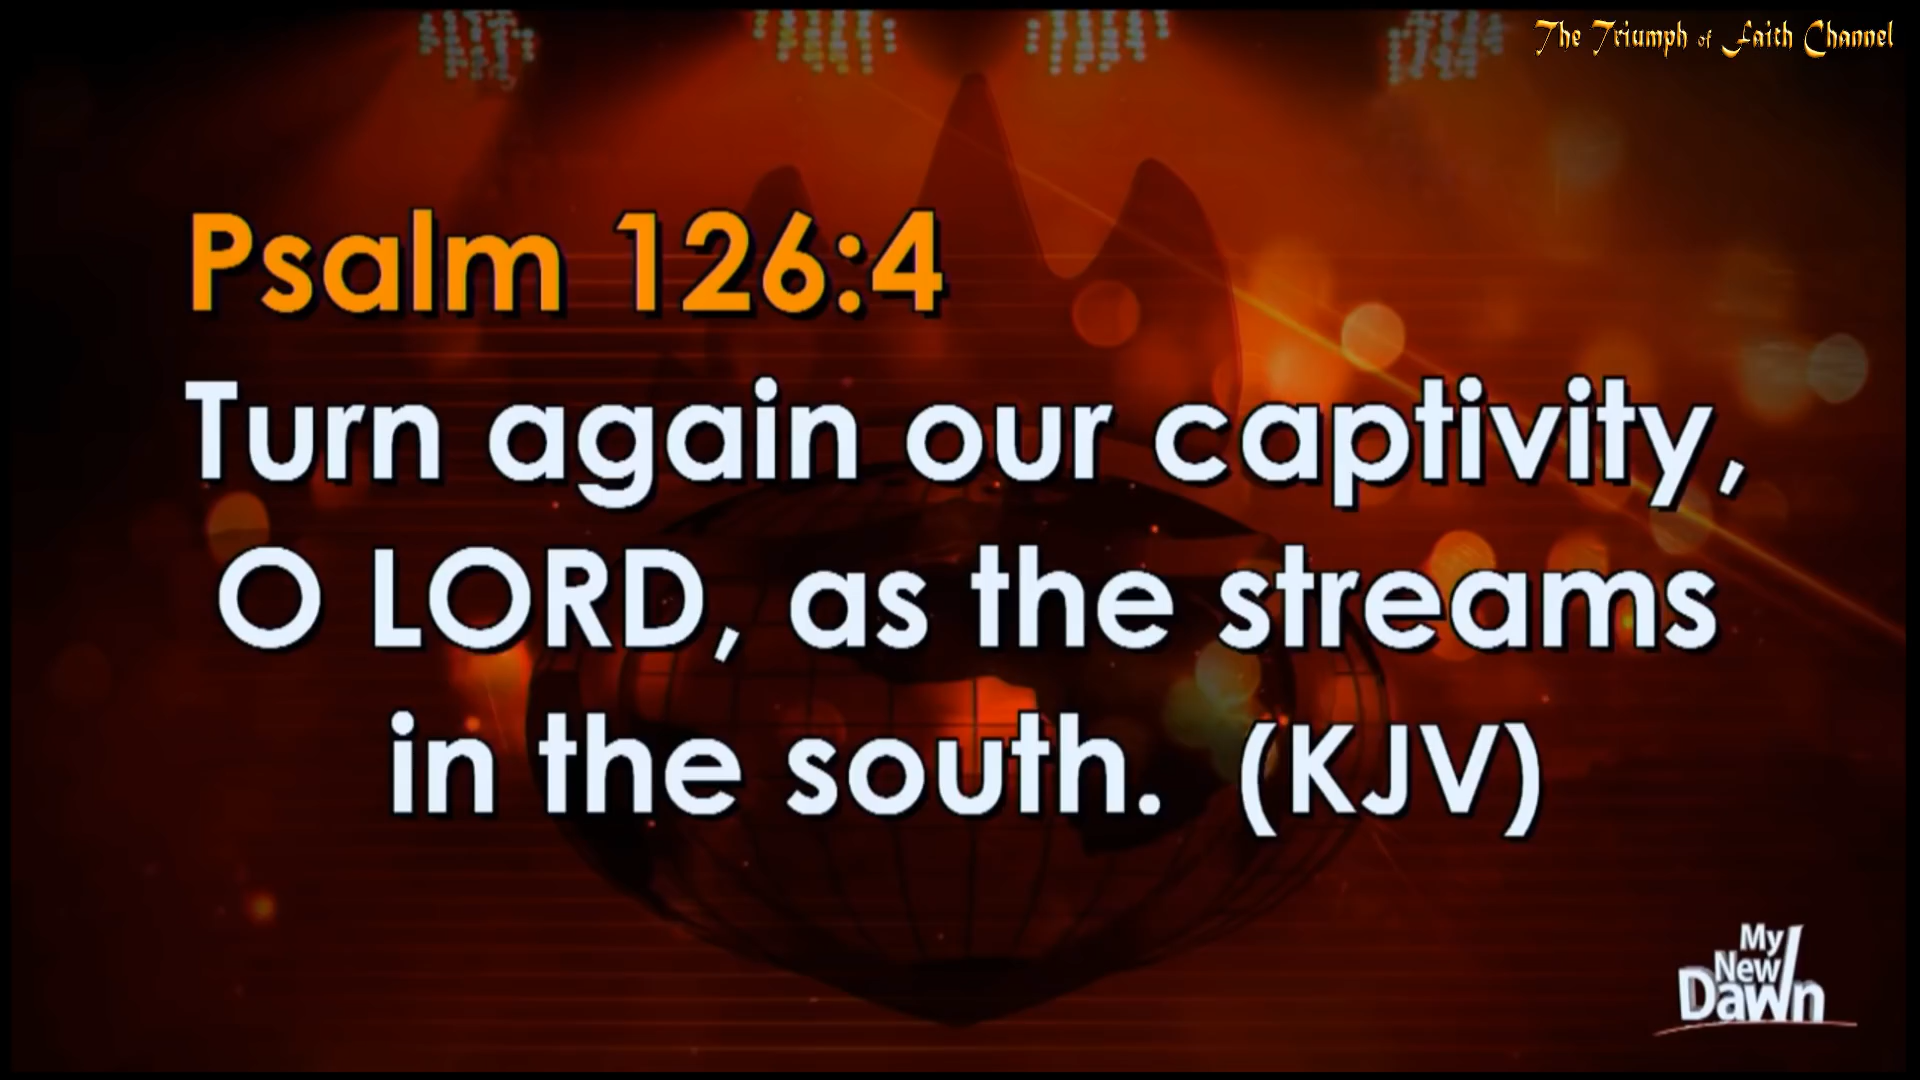 The Triumph of Faith Channel
Psalm 126:4
Turn again our captivity,
O LORD, as the streams
in the south. (KJV)
My
New
Dawn